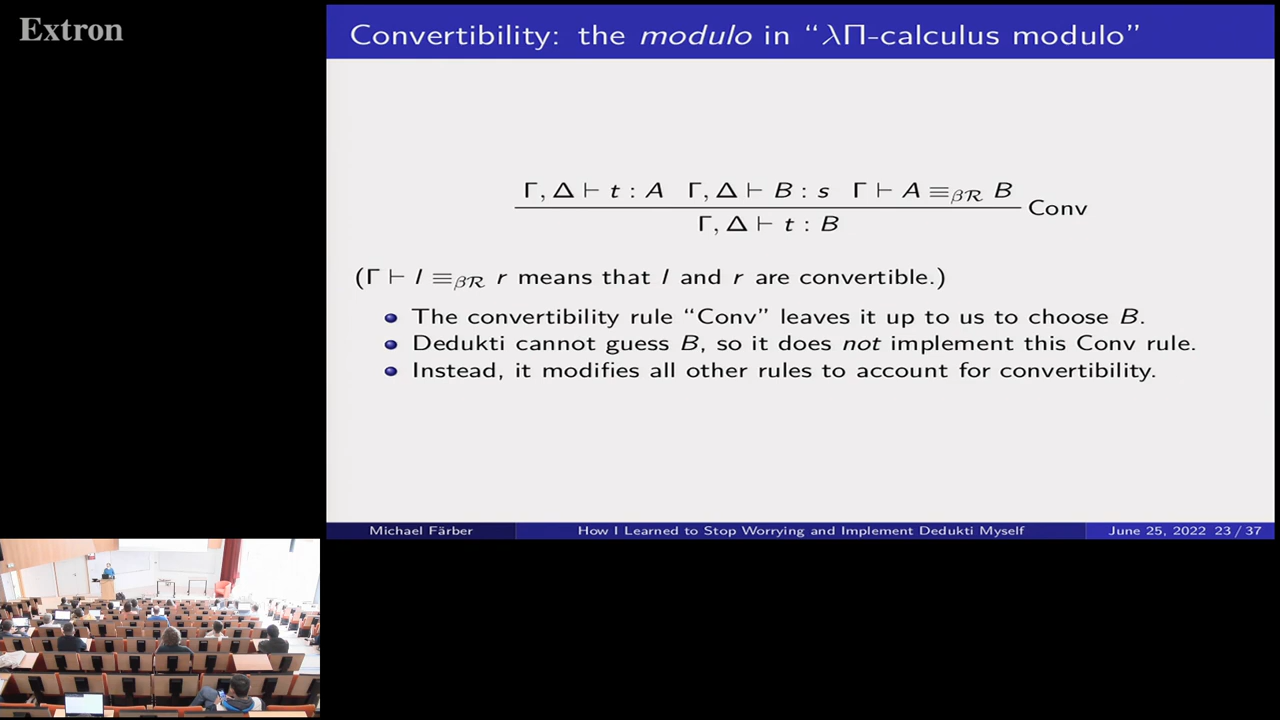 Extron
Convertibility: the modulo in “λΠ-calculus modulo”
Γ, Δ ⊢ t : A Γ, Δ ⊢ B : s Γ ⊢ A ≡βℛ B
Conv
Γ, Δ ⊢ t : B
(Γ ⊢ l ≡βℛ r means that l and r are convertible.)
The convertibility rule “Conv” leaves it up to us to choose B.
Dedukti cannot guess B, so it does not implement this Conv rule.
Instead, it modifies all other rules to account for convertibility.
Michael Färber How I Learned to Stop Worrying and Implement Dedukti Myself June 25, 2022 23 / 37